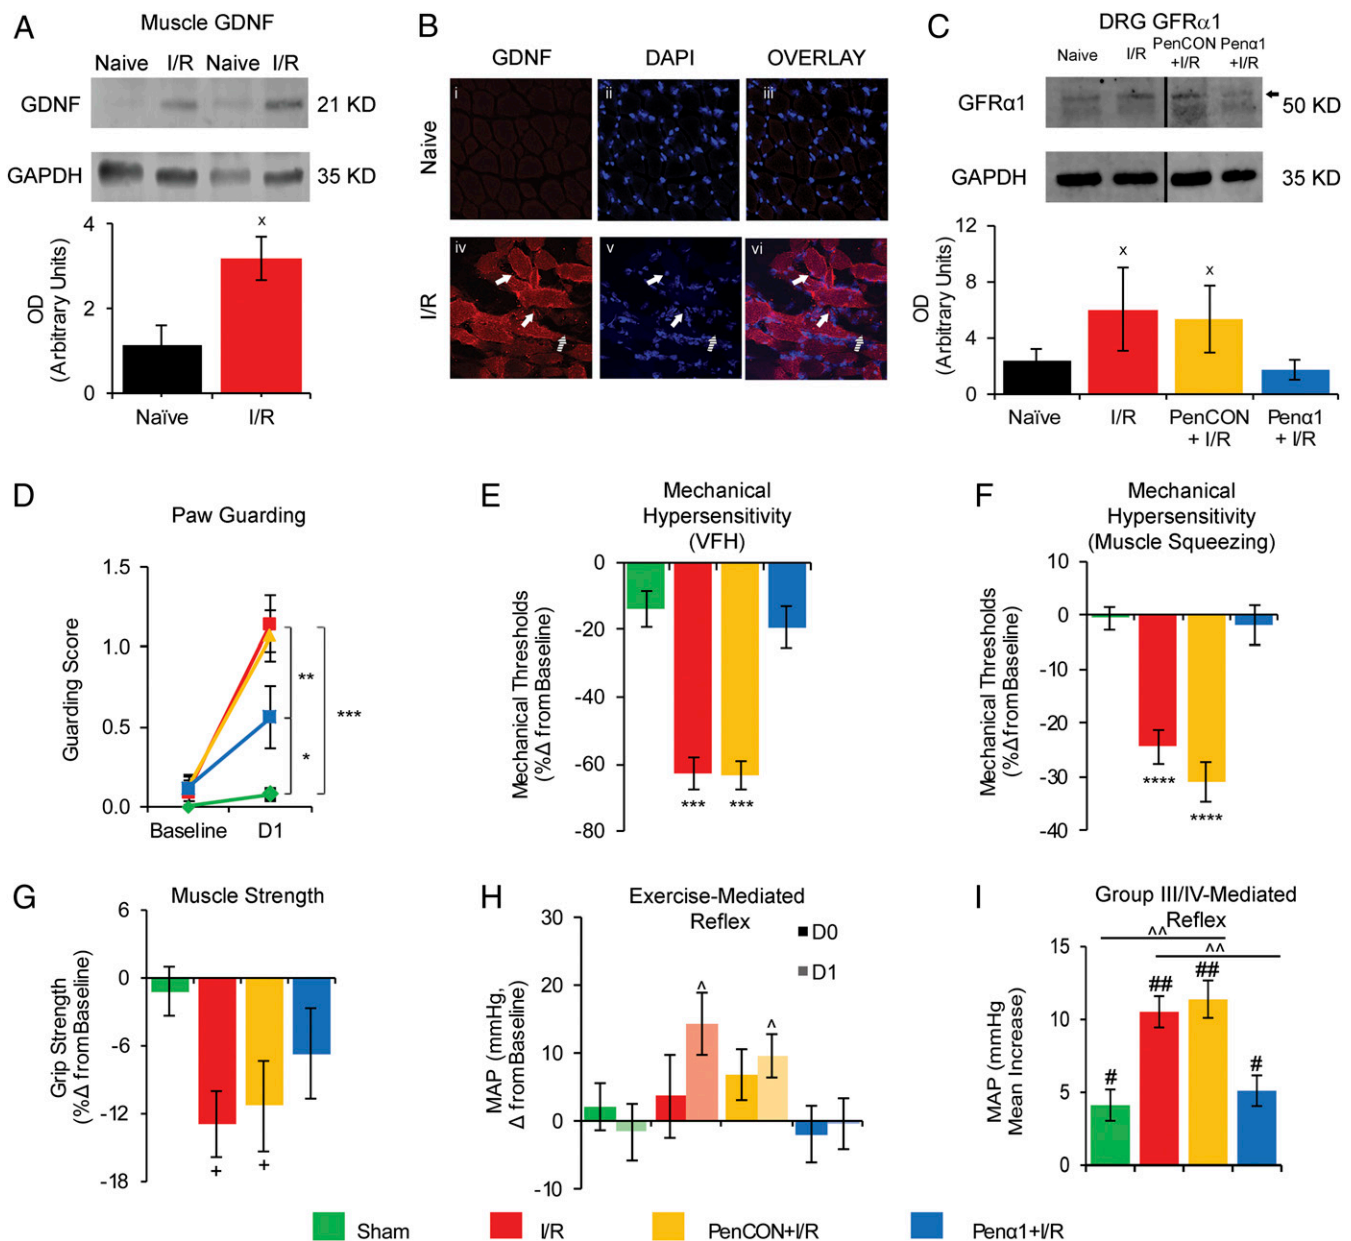 A
Muscle GDNF
Naive I/R Naive I/R
GDNF
21 KD
GAPDH
35 KD
4
2
0
OD
(Arbitrary Units)
x
Naïve
I/R
B
GDNF
DAPI
OVERLAY
Naive
i
ii
iii
I/R
iv
v
vi
C
DRG GFRα1
Naive
I/R
PenCON
+I/R
Penα1
+I/R
GFRα1
50 KD
GAPDH
35 KD
12
8
4
0
OD
(Arbitrary Units)
x
x
Naïve
I/R
PenCON
+ I/R
Penα1
+ I/R
D
Paw Guarding
1.5
1.0
0.5
0.0
Guarding Score
**
*
***
Baseline
D1
E
Mechanical
Hypersensitivity
(VFH)
0
-20
-40
-60
-80
Mechanical Thresholds
(%Δ from Baseline)
***
***
F
Mechanical
Hypersensitivity
(Muscle Squeezing)
10
0
-10
-20
-30
-40
Mechanical Thresholds
(%Δ from Baseline)
****
****
G
Muscle Strength
6
0
-6
-12
-18
Grip Strength
(%Δ from Baseline)
+
+
H
Exercise-Mediated
Reflex
30
20
10
0
-10
MAP (mmHg,
Δ from Baseline)
D0
D1
^
^
I
Group III/IV-Mediated
Reflex
^^
^^
15
10
5
0
MAP (mmHg
Mean Increase)
#
##
##
#
Sham
I/R
PenCON+I/R
Penα1+I/R